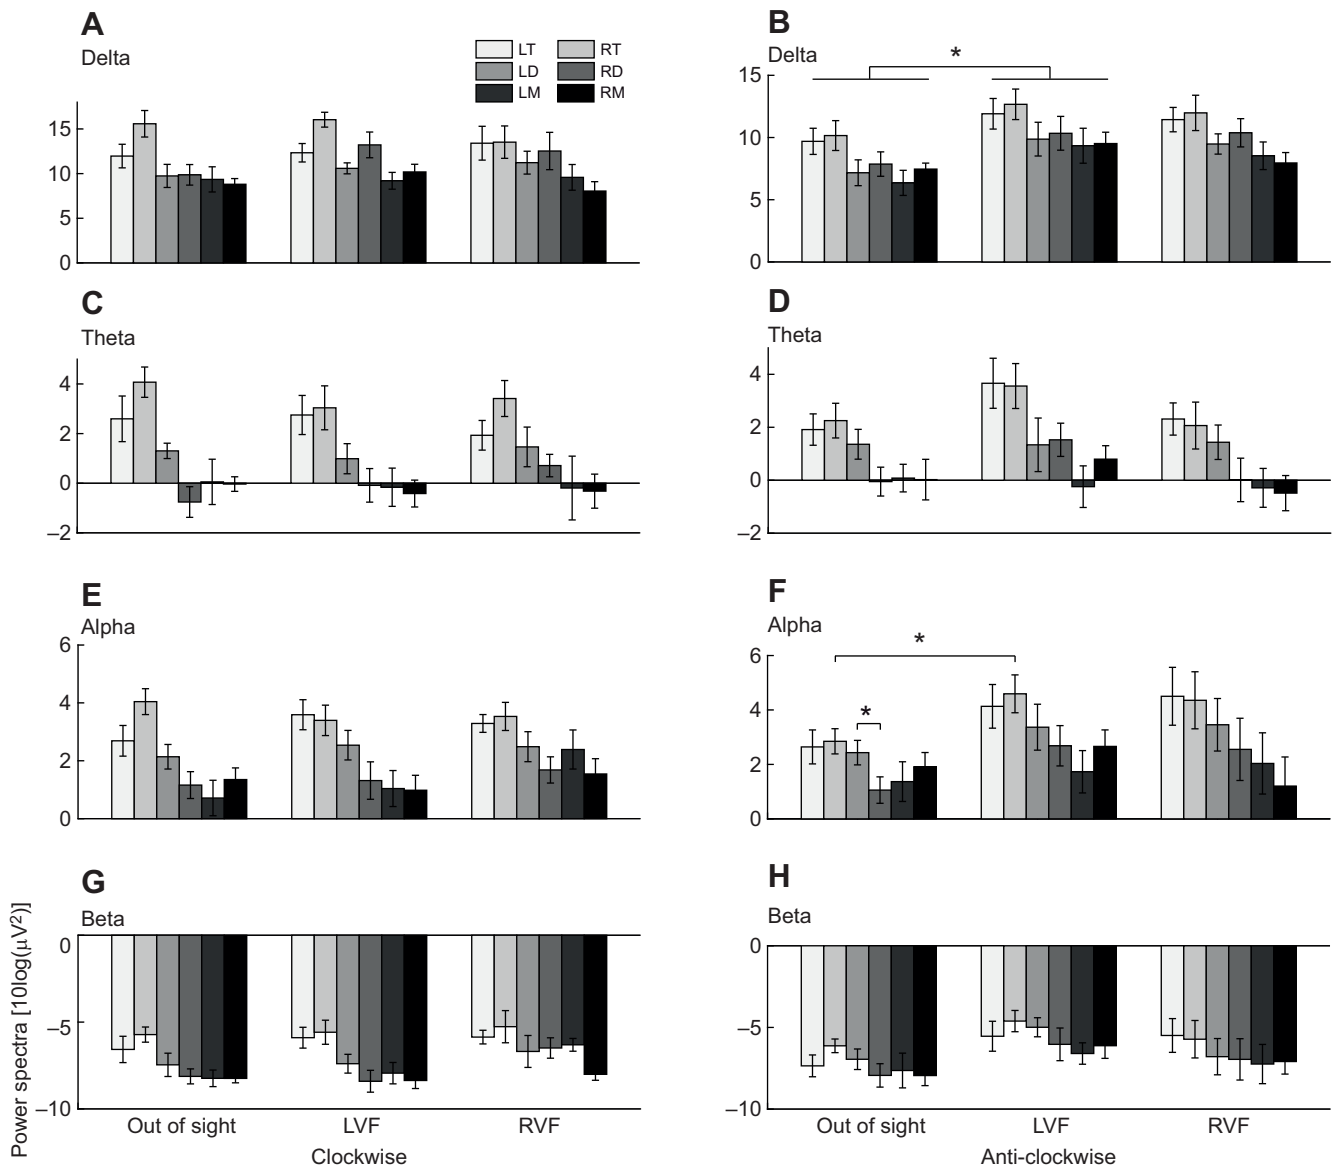 A
Delta
LT
RT
LD
RD
LM
RM
15
10
5
0
B
Delta
*
15
10
5
0
C
Theta
4
2
0
–2
D
Theta
4
2
0
–2
E
Alpha
6
4
2
0
F
Alpha
*
*
6
4
2
0
G
Beta
0
–5
–10
Power spectra [10log(μV²)]
Out of sight
LVF
RVF
Clockwise
H
Beta
0
–5
–10
Out of sight
LVF
RVF
Anti-clockwise